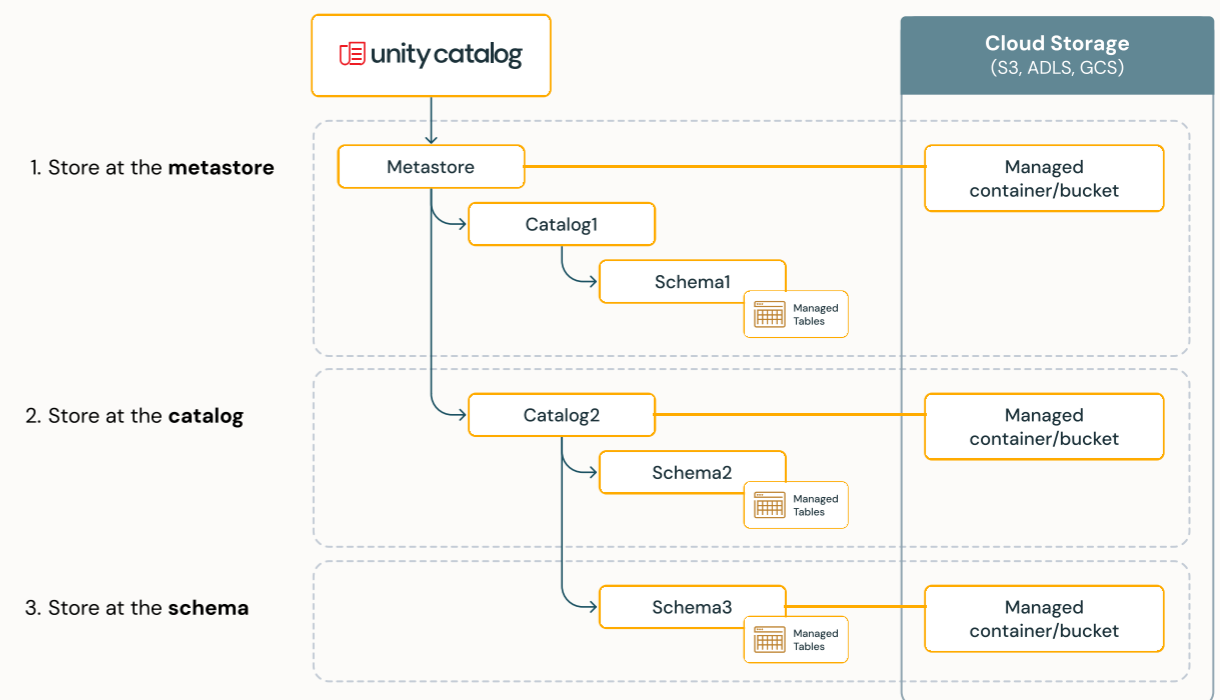 unity catalog
Cloud Storage
(S3, ADLS, GCS)
1. Store at the metastore
Metastore
Managed
container/bucket
Catalog1
Schema1
Managed
Tables
2. Store at the catalog
Catalog2
Managed
container/bucket
Schema2
Managed
Tables
3. Store at the schema
Schema3
Managed
container/bucket
Managed
Tables